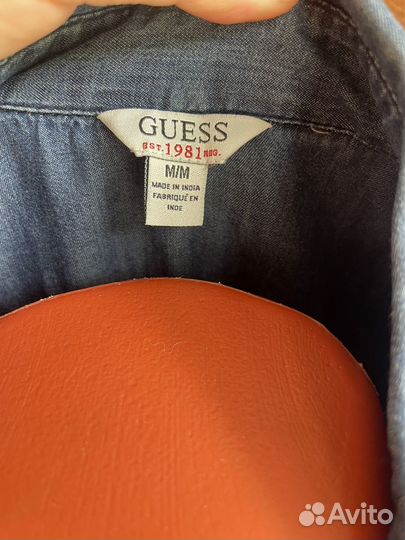 GUESS
EST. 1981 REG.
M/M
MADE IN INDIA
FABRIQUÉ EN
INDE
Avito